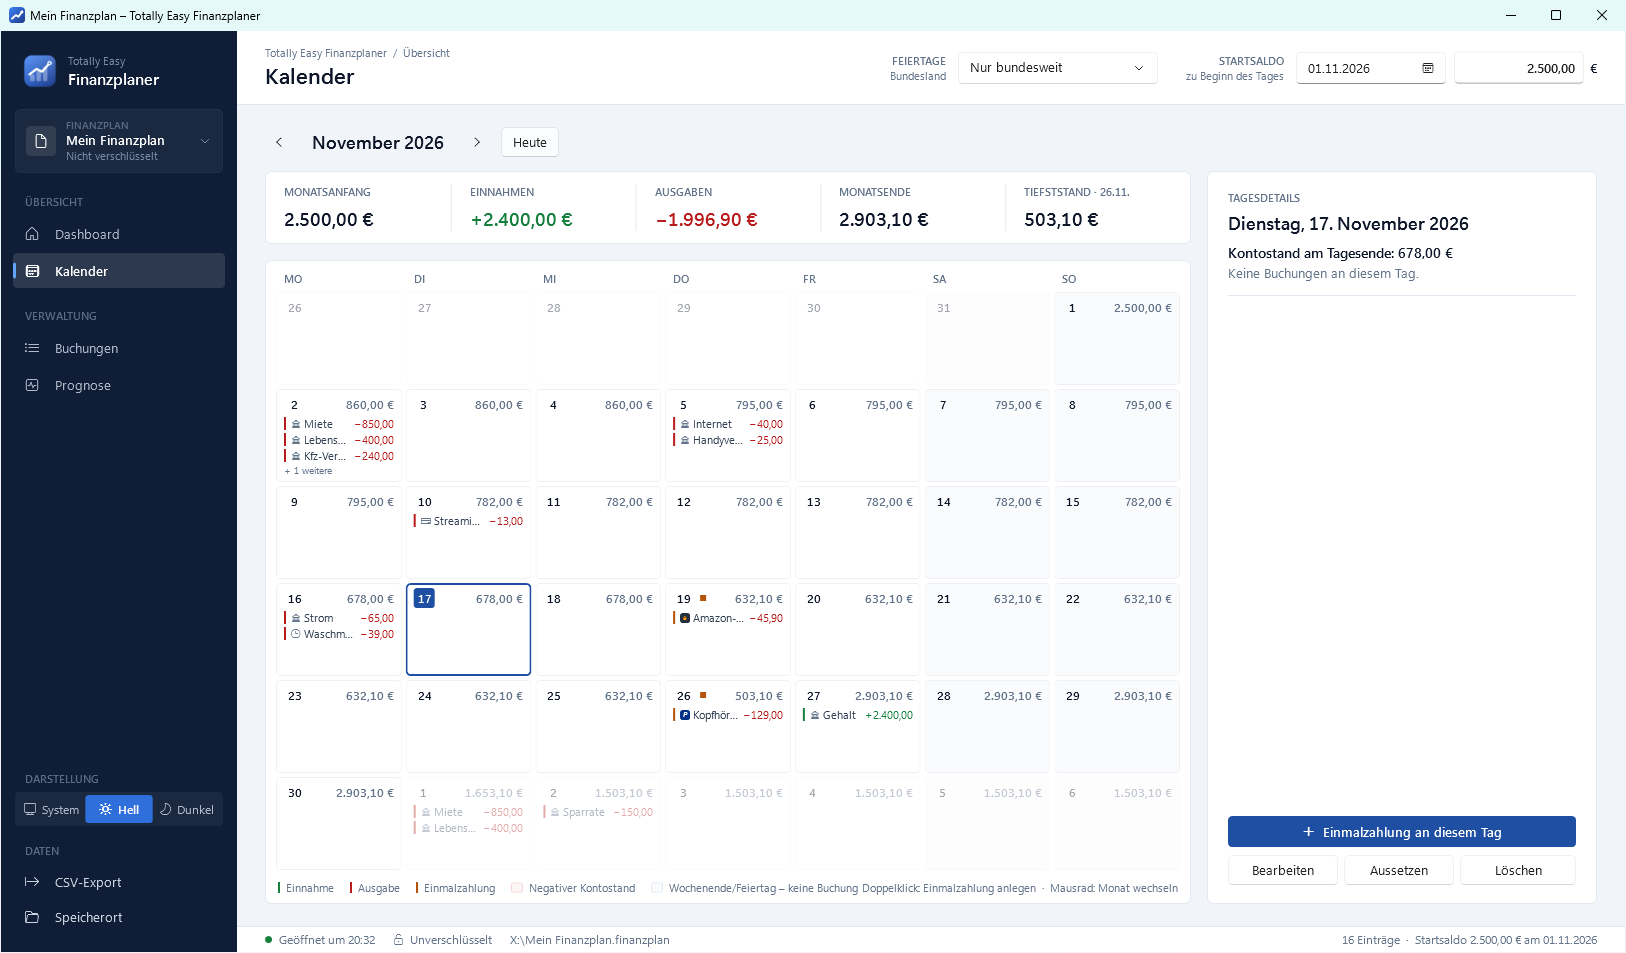 Mein Finanzplan – Totally Easy Finanzplaner
Totally Easy
Finanzplaner
FINANZPLAN
Mein Finanzplan
Nicht verschlüsselt
ÜBERSICHT
Dashboard
Kalender
VERWALTUNG
Buchungen
Prognose
DARSTELLUNG
System Hell Dunkel
DATEN
CSV-Export
Speicherort
Totally Easy Finanzplaner / Übersicht
Kalender
FEIERTAGE
Bundesland
Nur bundesweit
STARTSALDO
zu Beginn des Tages
01.11.2026
2.500,00 €
November 2026
Heute
MONATSANFANG
2.500,00 €
EINNAHMEN
+2.400,00 €
AUSGABEN
−1.996,90 €
MONATSENDE
2.903,10 €
TIEFSTSTAND · 26.11.
503,10 €
MO DI MI DO FR SA SO
26 27 28 29 30 31 1 2.500,00 €
2 860,00 €
Miete −850,00
Lebens... −400,00
Kfz-Ver... −240,00
+ 1 weitere
3 860,00 €
4 860,00 €
5 795,00 €
Internet −40,00
Handyve... −25,00
6 795,00 €
7 795,00 €
8 795,00 €
9 795,00 €
10 782,00 €
Streami... −13,00
11 782,00 €
12 782,00 €
13 782,00 €
14 782,00 €
15 782,00 €
16 678,00 €
Strom −65,00
Waschm... −39,00
17 678,00 €
18 678,00 €
19 632,10 €
Amazon-... −45,90
20 632,10 €
21 632,10 €
22 632,10 €
23 632,10 €
24 632,10 €
25 632,10 €
26 503,10 €
Kopfhör... −129,00
27 2.903,10 €
Gehalt +2.400,00
28 2.903,10 €
29 2.903,10 €
30 2.903,10 €
1 1.653,10 €
Miete −850,00
Lebens... −400,00
2 1.503,10 €
Sparrate −150,00
3 1.503,10 €
4 1.503,10 €
5 1.503,10 €
6 1.503,10 €
Einnahme Ausgabe Einmalzahlung Negativer Kontostand Wochenende/Feiertag – keine Buchung Doppelklick: Einmalzahlung anlegen · Mausrad: Monat wechseln
TAGESDETAILS
Dienstag, 17. November 2026
Kontostand am Tagesende: 678,00 €
Keine Buchungen an diesem Tag.
+ Einmalzahlung an diesem Tag
Bearbeiten Aussetzen Löschen
Geöffnet um 20:32 Unverschlüsselt X:\Mein Finanzplan.finanzplan
16 Einträge · Startsaldo 2.500,00 € am 01.11.2026